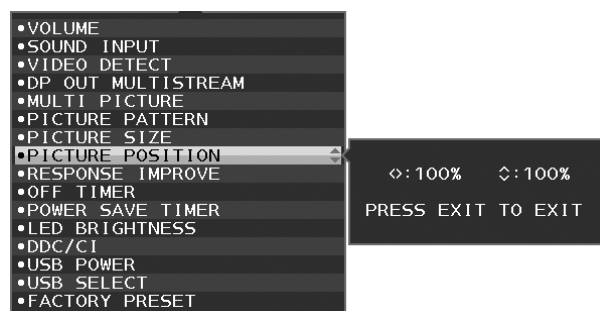 •VOLUME
•SOUND INPUT
•VIDEO DETECT
•DP OUT MULTISTREAM
•MULTI PICTURE
•PICTURE PATTERN
•PICTURE SIZE
•PICTURE POSITION
•RESPONSE IMPROVE
•OFF TIMER
•POWER SAVE TIMER
•LED BRIGHTNESS
•DDC/CI
•USB POWER
•USB SELECT
•FACTORY PRESET
:100% :100%
PRESS EXIT TO EXIT